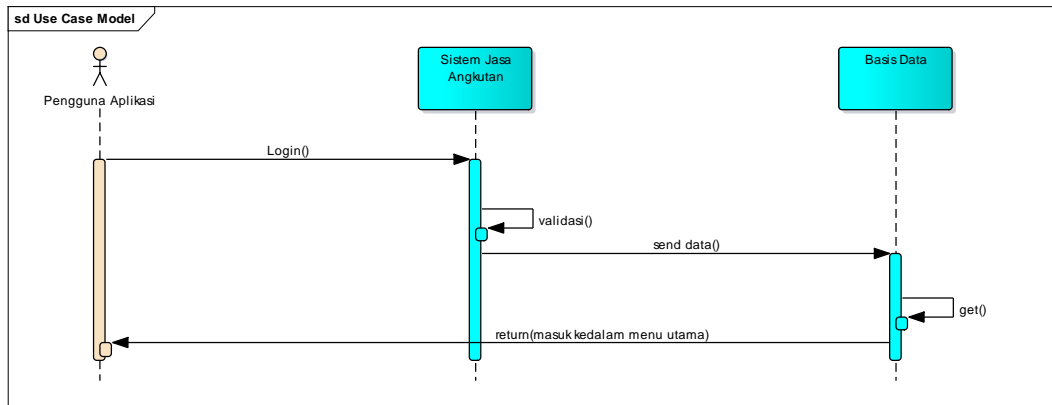 sd Use Case Model
Pengguna Aplikasi
Sistem Jasa
Angkutan
Basis Data
Login()
validasi()
send data()
get()
return(masuk kedalam menu utama)